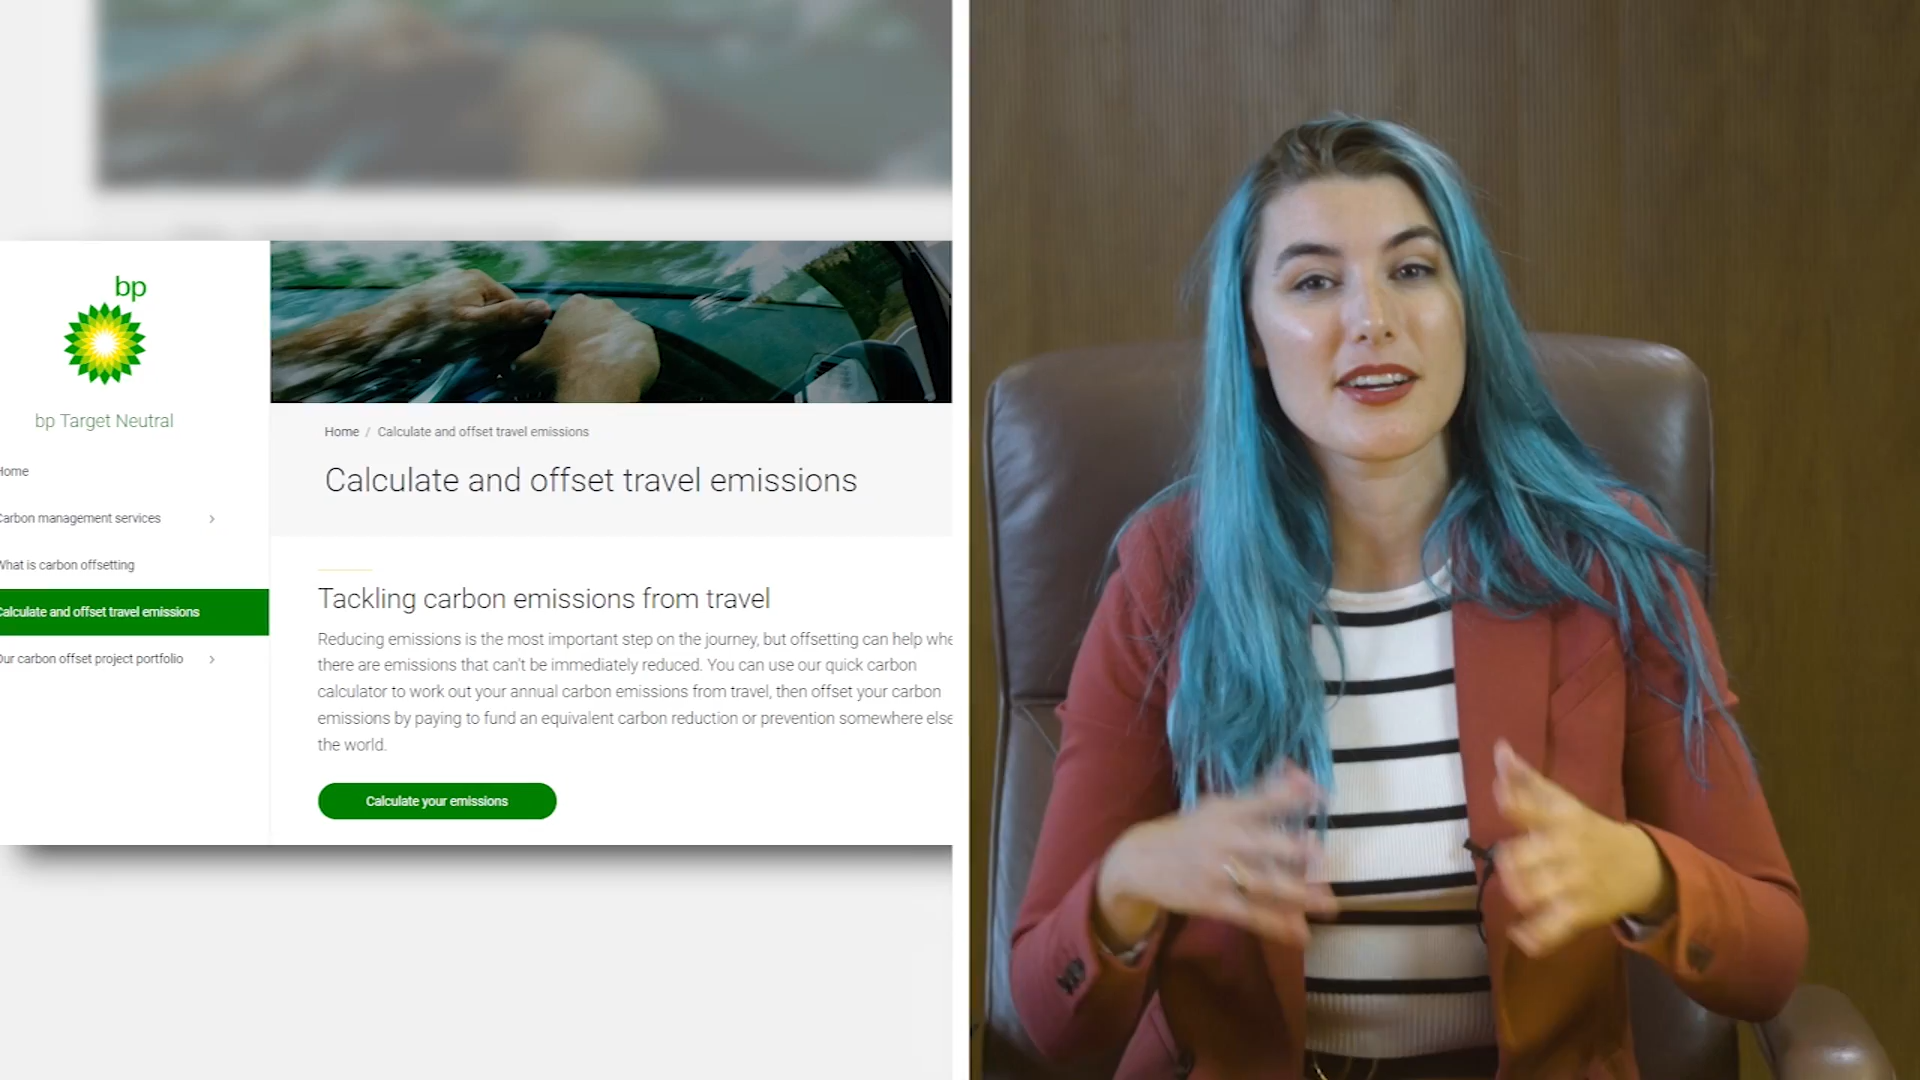 bp
bp Target Neutral
Home
Carbon management services
What is carbon offsetting
Calculate and offset travel emissions
Our carbon offset project portfolio
Home / Calculate and offset travel emissions
Calculate and offset travel emissions
Tackling carbon emissions from travel
Reducing emissions is the most important step on the journey, but offsetting can help whe
there are emissions that can't be immediately reduced. You can use our quick carbon
calculator to work out your annual carbon emissions from travel, then offset your carbon
emissions by paying to fund an equivalent carbon reduction or prevention somewhere else
the world.
Calculate your emissions